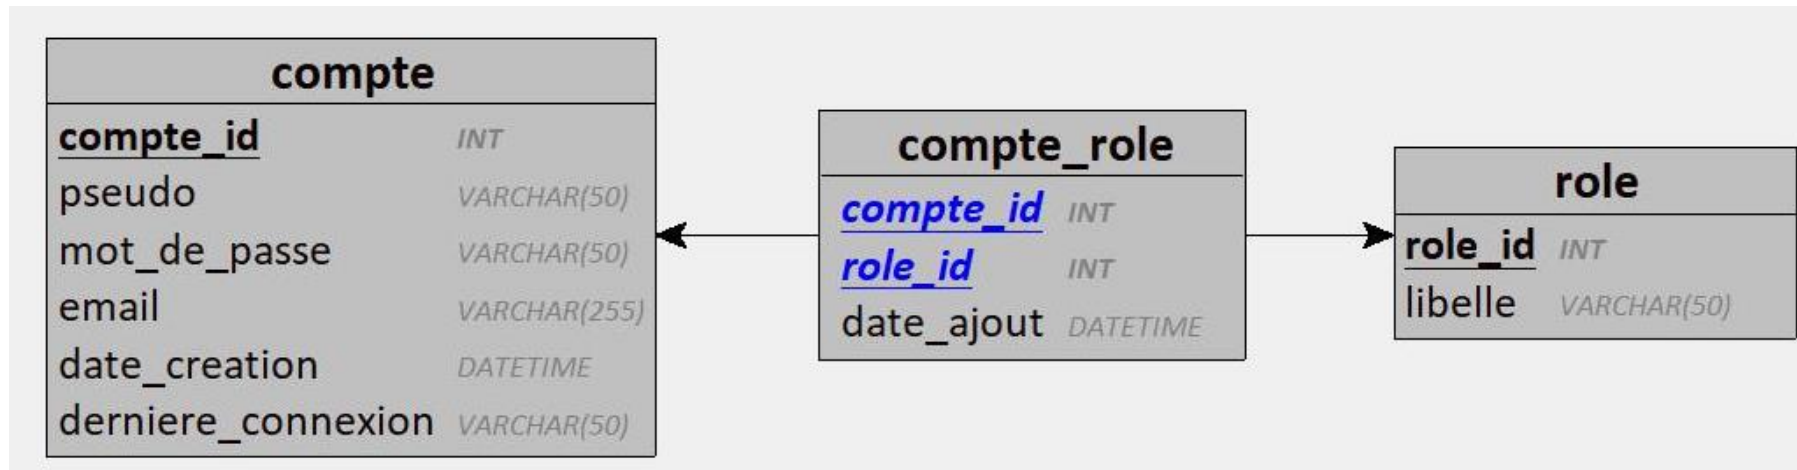 compte
compte_id INT
pseudo VARCHAR(50)
mot_de_passe VARCHAR(50)
email VARCHAR(255)
date_creation DATETIME
derniere_connexion VARCHAR(50)
compte_role
compte_id INT
role_id INT
date_ajout DATETIME
role
role_id INT
libelle VARCHAR(50)